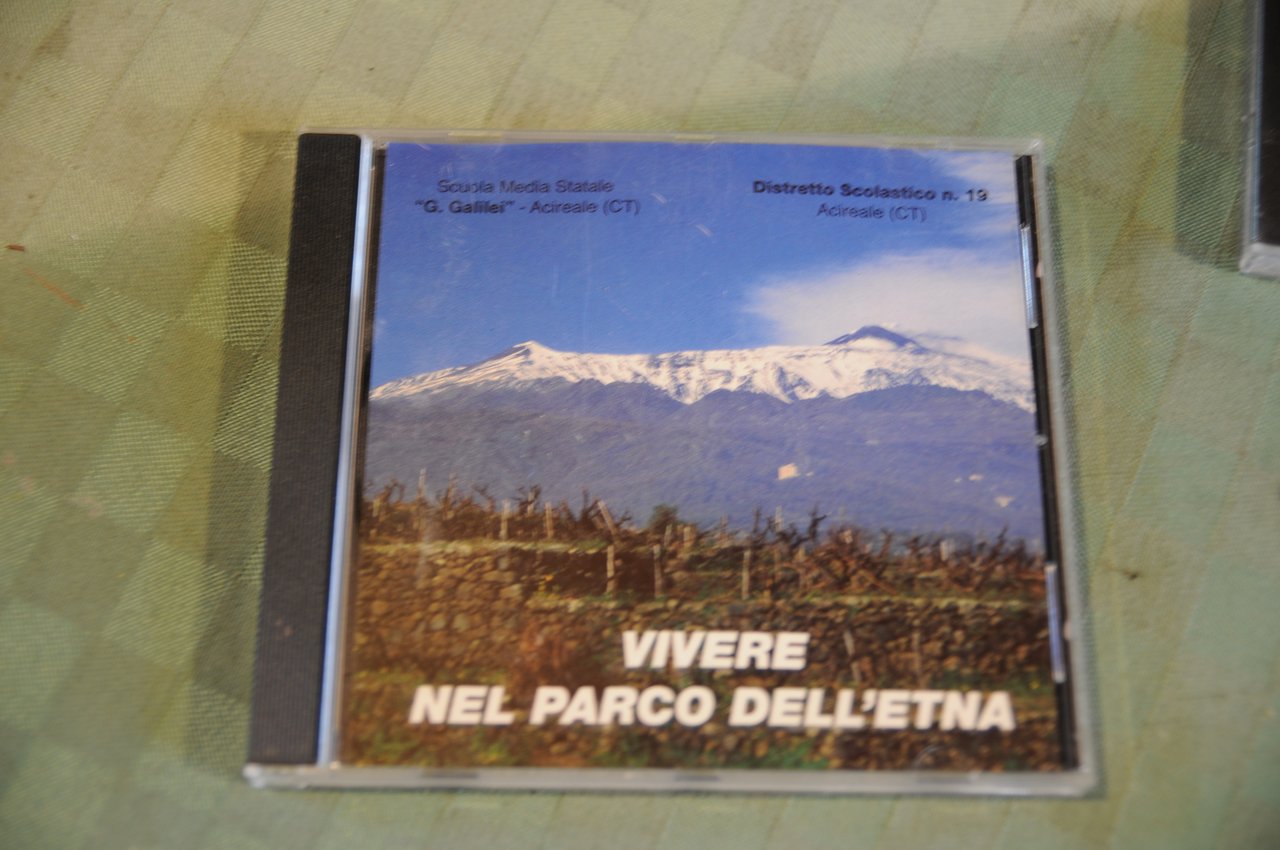 Scuola Media Statale
"G. Galilei" - Acireale (CT)
Distretto Scolastico n. 19
Acireale (CT)
VIVERE
NEL PARCO DELL'ETNA